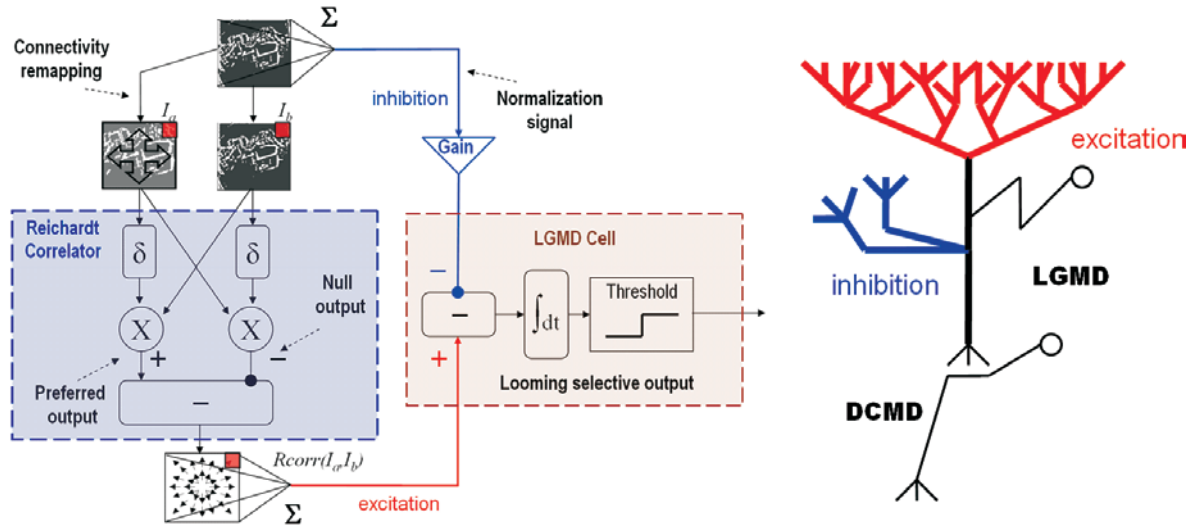 Σ
Connectivity
remapping
inhibition
Normalization
signal
Gain
I_a
I_b
Reichardt
Correlator
δ
δ
Null
output
X
X
+
−
Preferred
output
−
LGMD Cell
−
−
+
∫dt
Threshold
Looming selective output
Rcorr(I_a,I_b)
Σ
excitation
excitation
inhibition
LGMD
DCMD